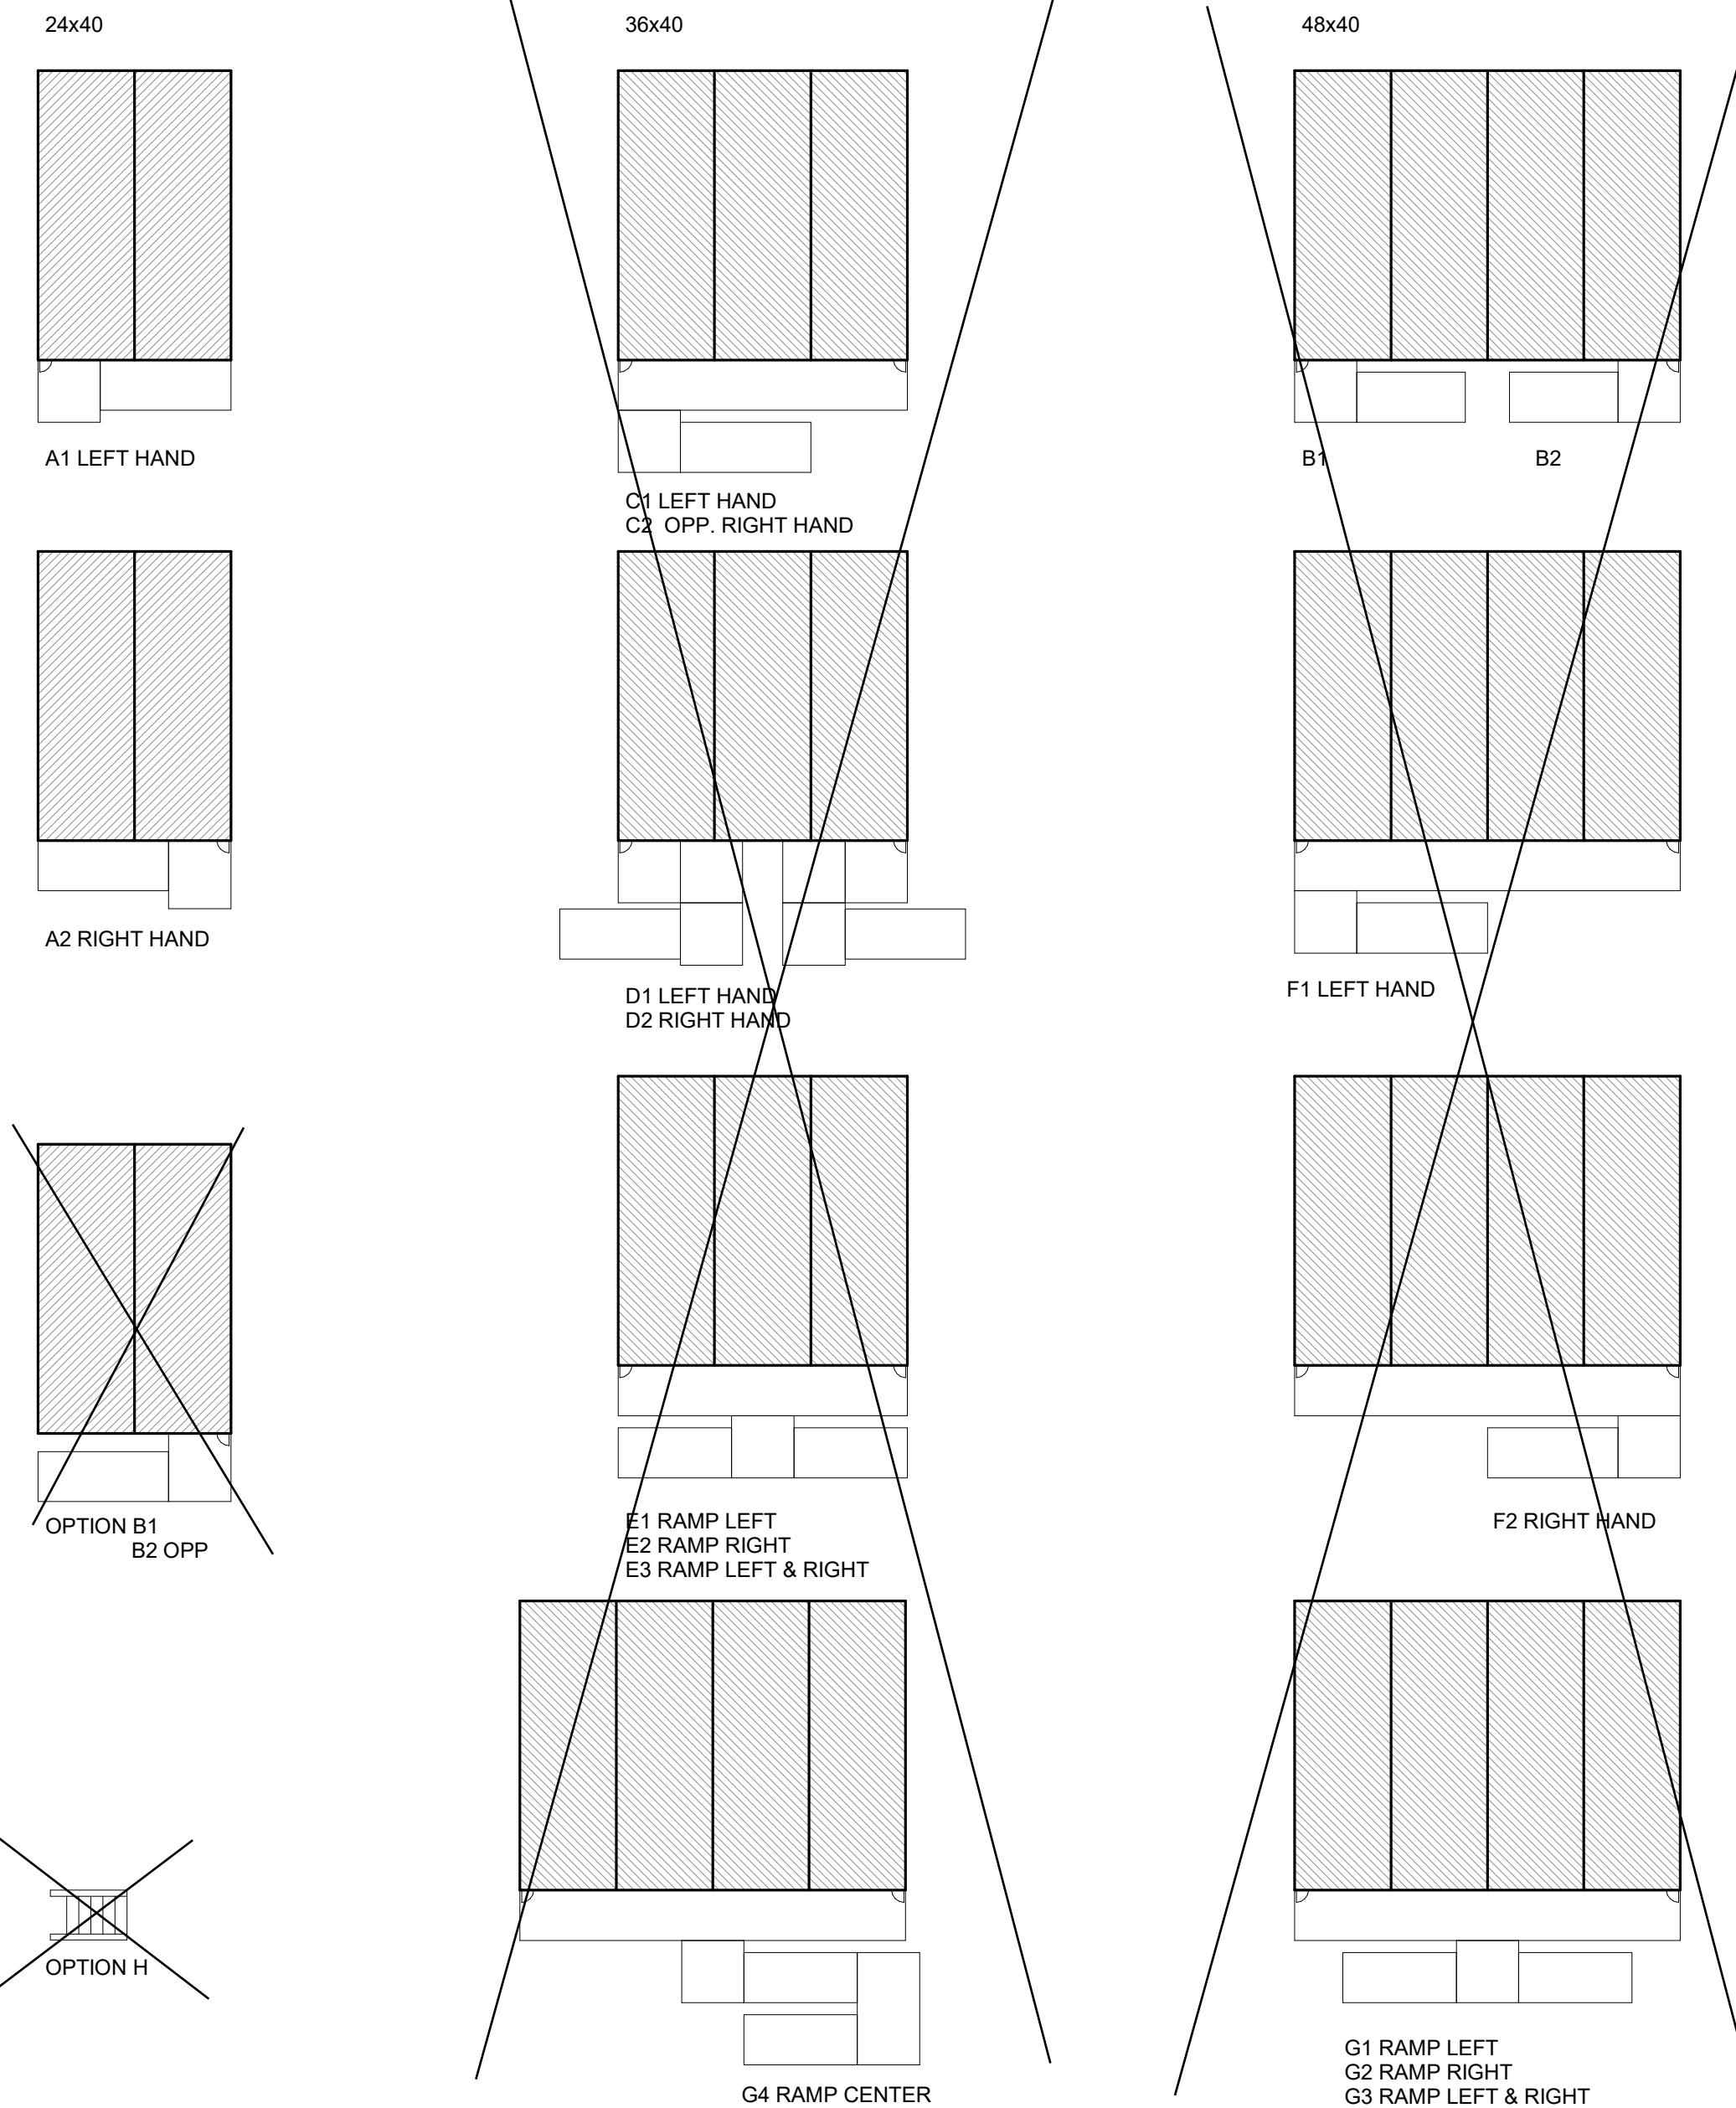 24x40
36x40
48x40
A1 LEFT HAND
B1
B2
C1 LEFT HAND
C2 OPP. RIGHT HAND
A2 RIGHT HAND
D1 LEFT HAND
D2 RIGHT HAND
F1 LEFT HAND
OPTION B1
B2 OPP
E1 RAMP LEFT
E2 RAMP RIGHT
E3 RAMP LEFT & RIGHT
F2 RIGHT HAND
OPTION H
G4 RAMP CENTER
G1 RAMP LEFT
G2 RAMP RIGHT
G3 RAMP LEFT & RIGHT